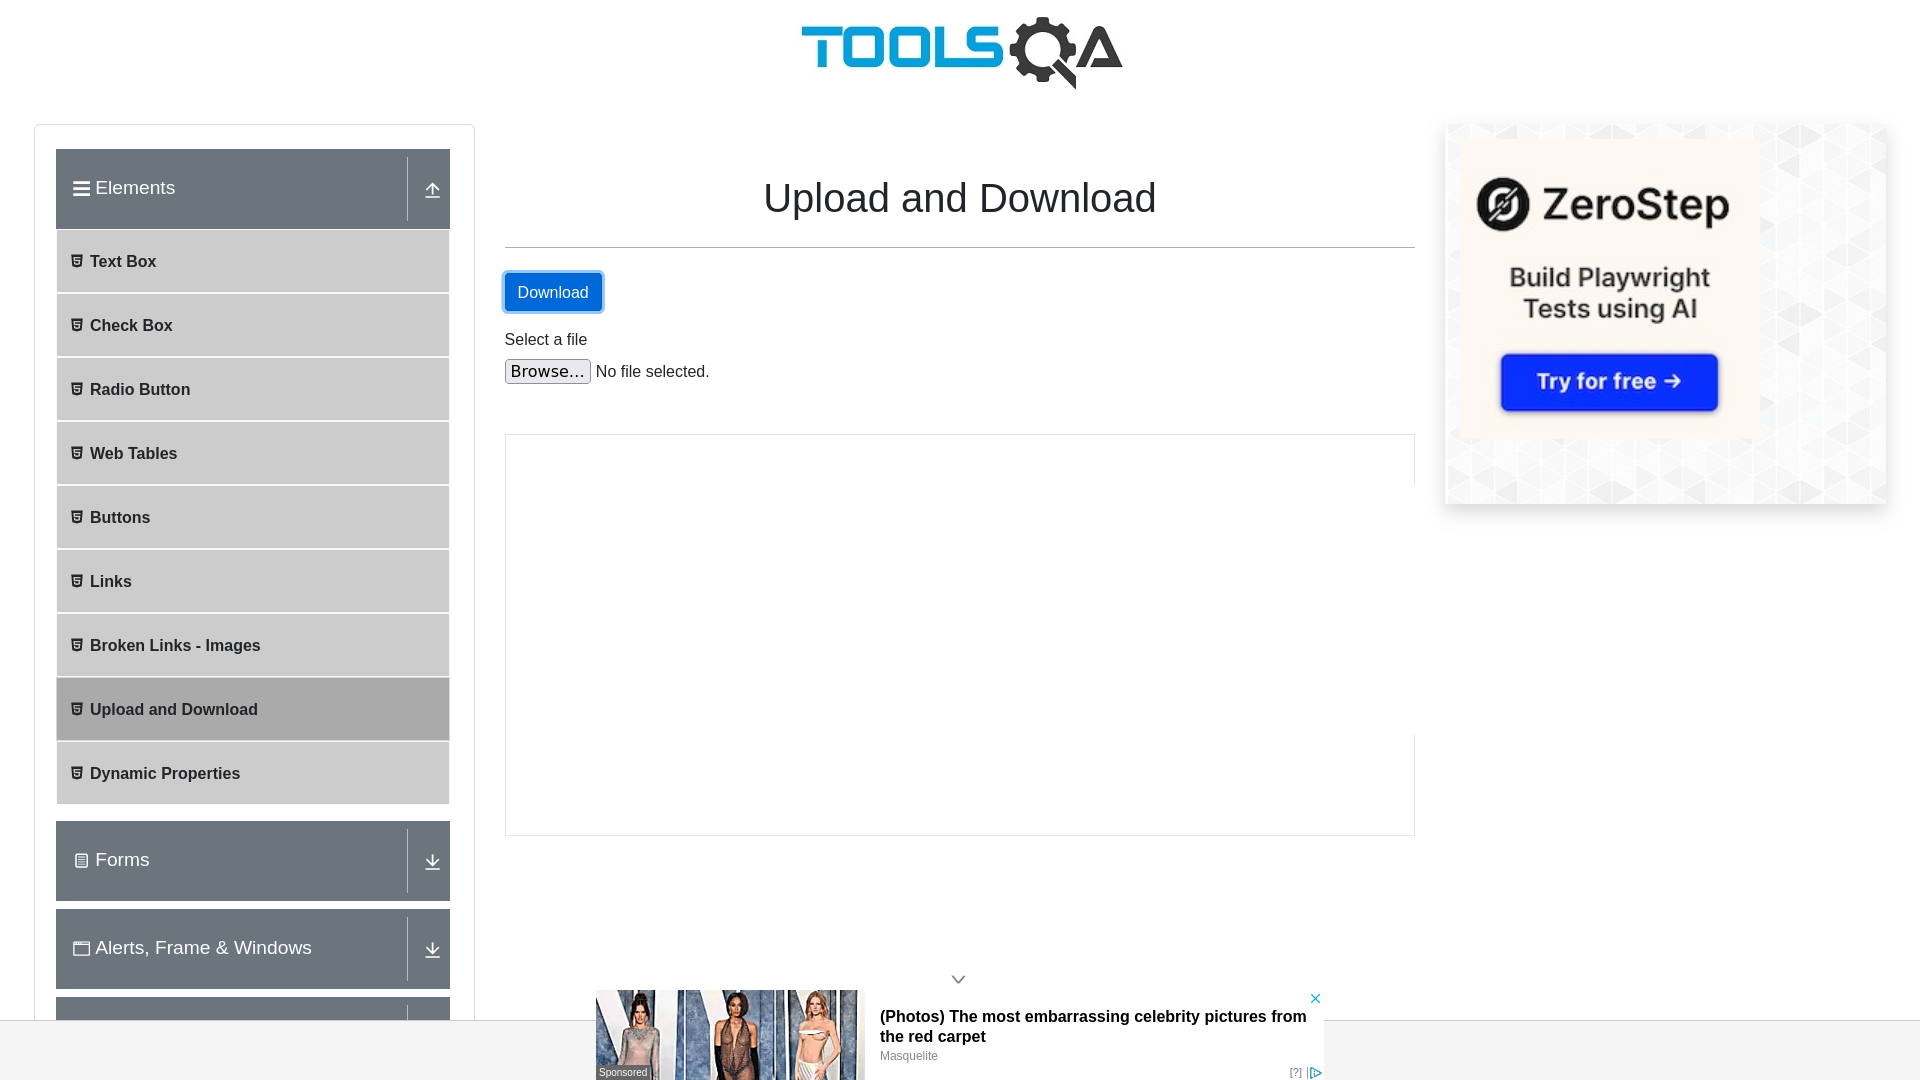 TOOLSQA
Elements
Text Box
Check Box
Radio Button
Web Tables
Buttons
Links
Broken Links - Images
Upload and Download
Dynamic Properties
Forms
Alerts, Frame & Windows
Upload and Download
Download
Select a file
Browse... No file selected.
ZeroStep
Build Playwright
Tests using AI
Try for free →
(Photos) The most embarrassing celebrity pictures from
the red carpet
Masquelite
Sponsored
[?]